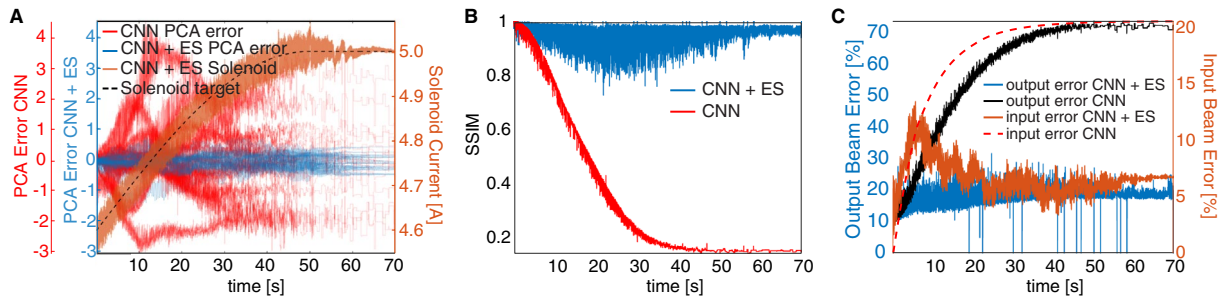 A
PCA Error CNN
4
3
2
1
0
-1
-2
-3
PCA Error CNN + ES
4
3
2
1
0
-1
-2
-3
CNN PCA error
CNN + ES PCA error
CNN + ES Solenoid
Solenoid target
Solenoid Current [A]
5.0
4.9
4.8
4.7
4.6
10 20 30 40 50 60 70
time [s]
B
SSIM
1
0.8
0.6
0.4
0.2
CNN + ES
CNN
10 20 30 40 50 60 70
time [s]
C
Output Beam Error [%]
70
60
50
40
30
20
10
0
output error CNN + ES
output error CNN
input error CNN + ES
input error CNN
Input Beam Error [%]
20
15
10
5
0
10 20 30 40 50 60 70
time [s]